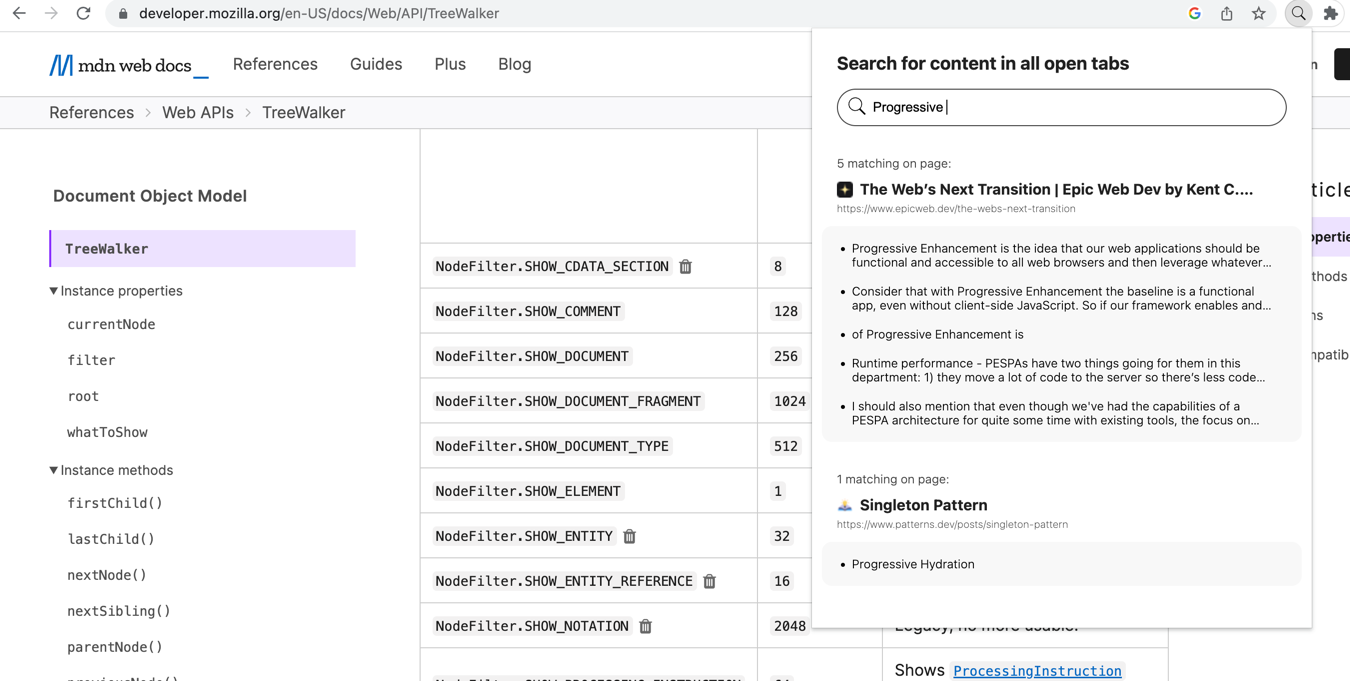 developer.mozilla.org/en-US/docs/Web/API/TreeWalker
mdn web docs_
References
Guides
Plus
Blog
References > Web APIs > TreeWalker
Document Object Model
TreeWalker
Instance properties
currentNode
filter
root
whatToShow
Instance methods
firstChild()
lastChild()
nextNode()
nextSibling()
parentNode()
NodeFilter.SHOW_CDATA_SECTION 8
NodeFilter.SHOW_COMMENT 128
NodeFilter.SHOW_DOCUMENT 256
NodeFilter.SHOW_DOCUMENT_FRAGMENT 1024
NodeFilter.SHOW_DOCUMENT_TYPE 512
NodeFilter.SHOW_ELEMENT 1
NodeFilter.SHOW_ENTITY 32
NodeFilter.SHOW_ENTITY_REFERENCE 16
NodeFilter.SHOW_NOTATION 2048
Shows ProcessingInstruction
Search for content in all open tabs
Progressive
5 matching on page:
The Web’s Next Transition | Epic Web Dev by Kent C....
https://www.epicweb.dev/the-webs-next-transition
• Progressive Enhancement is the idea that our web applications should be
functional and accessible to all web browsers and then leverage whatever...
• Consider that with Progressive Enhancement the baseline is a functional
app, even without client-side JavaScript. So if our framework enables and...
• of Progressive Enhancement is
• Runtime performance - PESPAs have two things going for them in this
department: 1) they move a lot of code to the server so there’s less code...
• I should also mention that even though we've had the capabilities of a
PESPA architecture for quite some time with existing tools, the focus on...
1 matching on page:
Singleton Pattern
https://www.patterns.dev/posts/singleton-pattern
• Progressive Hydration